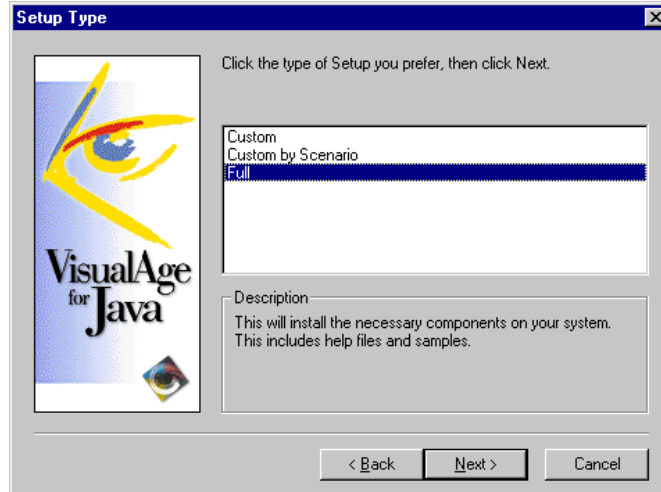 Setup Type
Click the type of Setup you prefer, then click Next.
Custom
Custom by Scenario
Full
VisualAge
for Java
Description
This will install the necessary components on your system.
This includes help files and samples.
< Back
Next >
Cancel